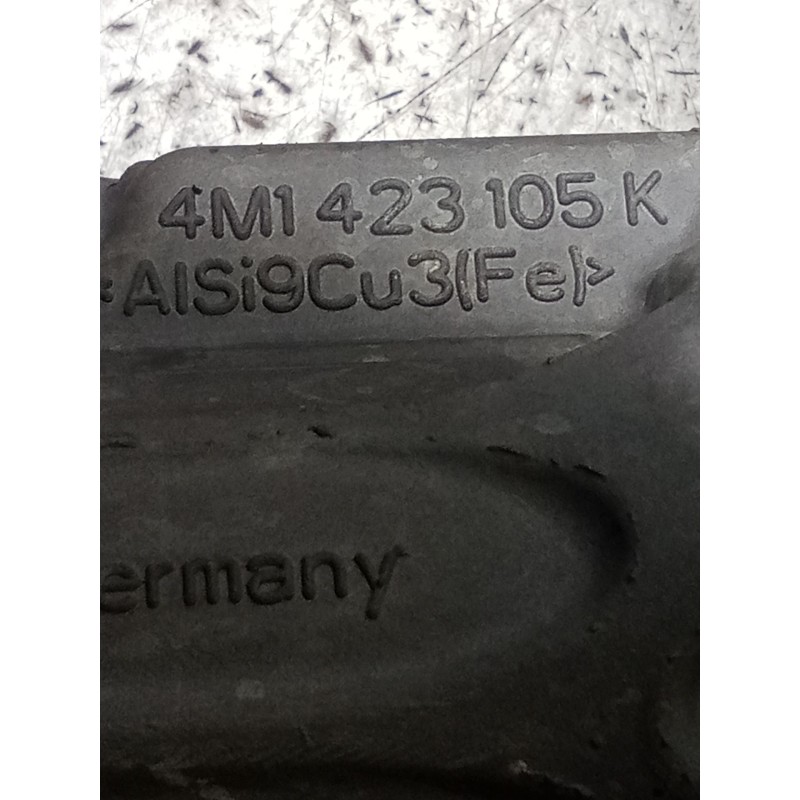 4M1 423 105 K
<AlSi9Cu3(Fe)>
ermany